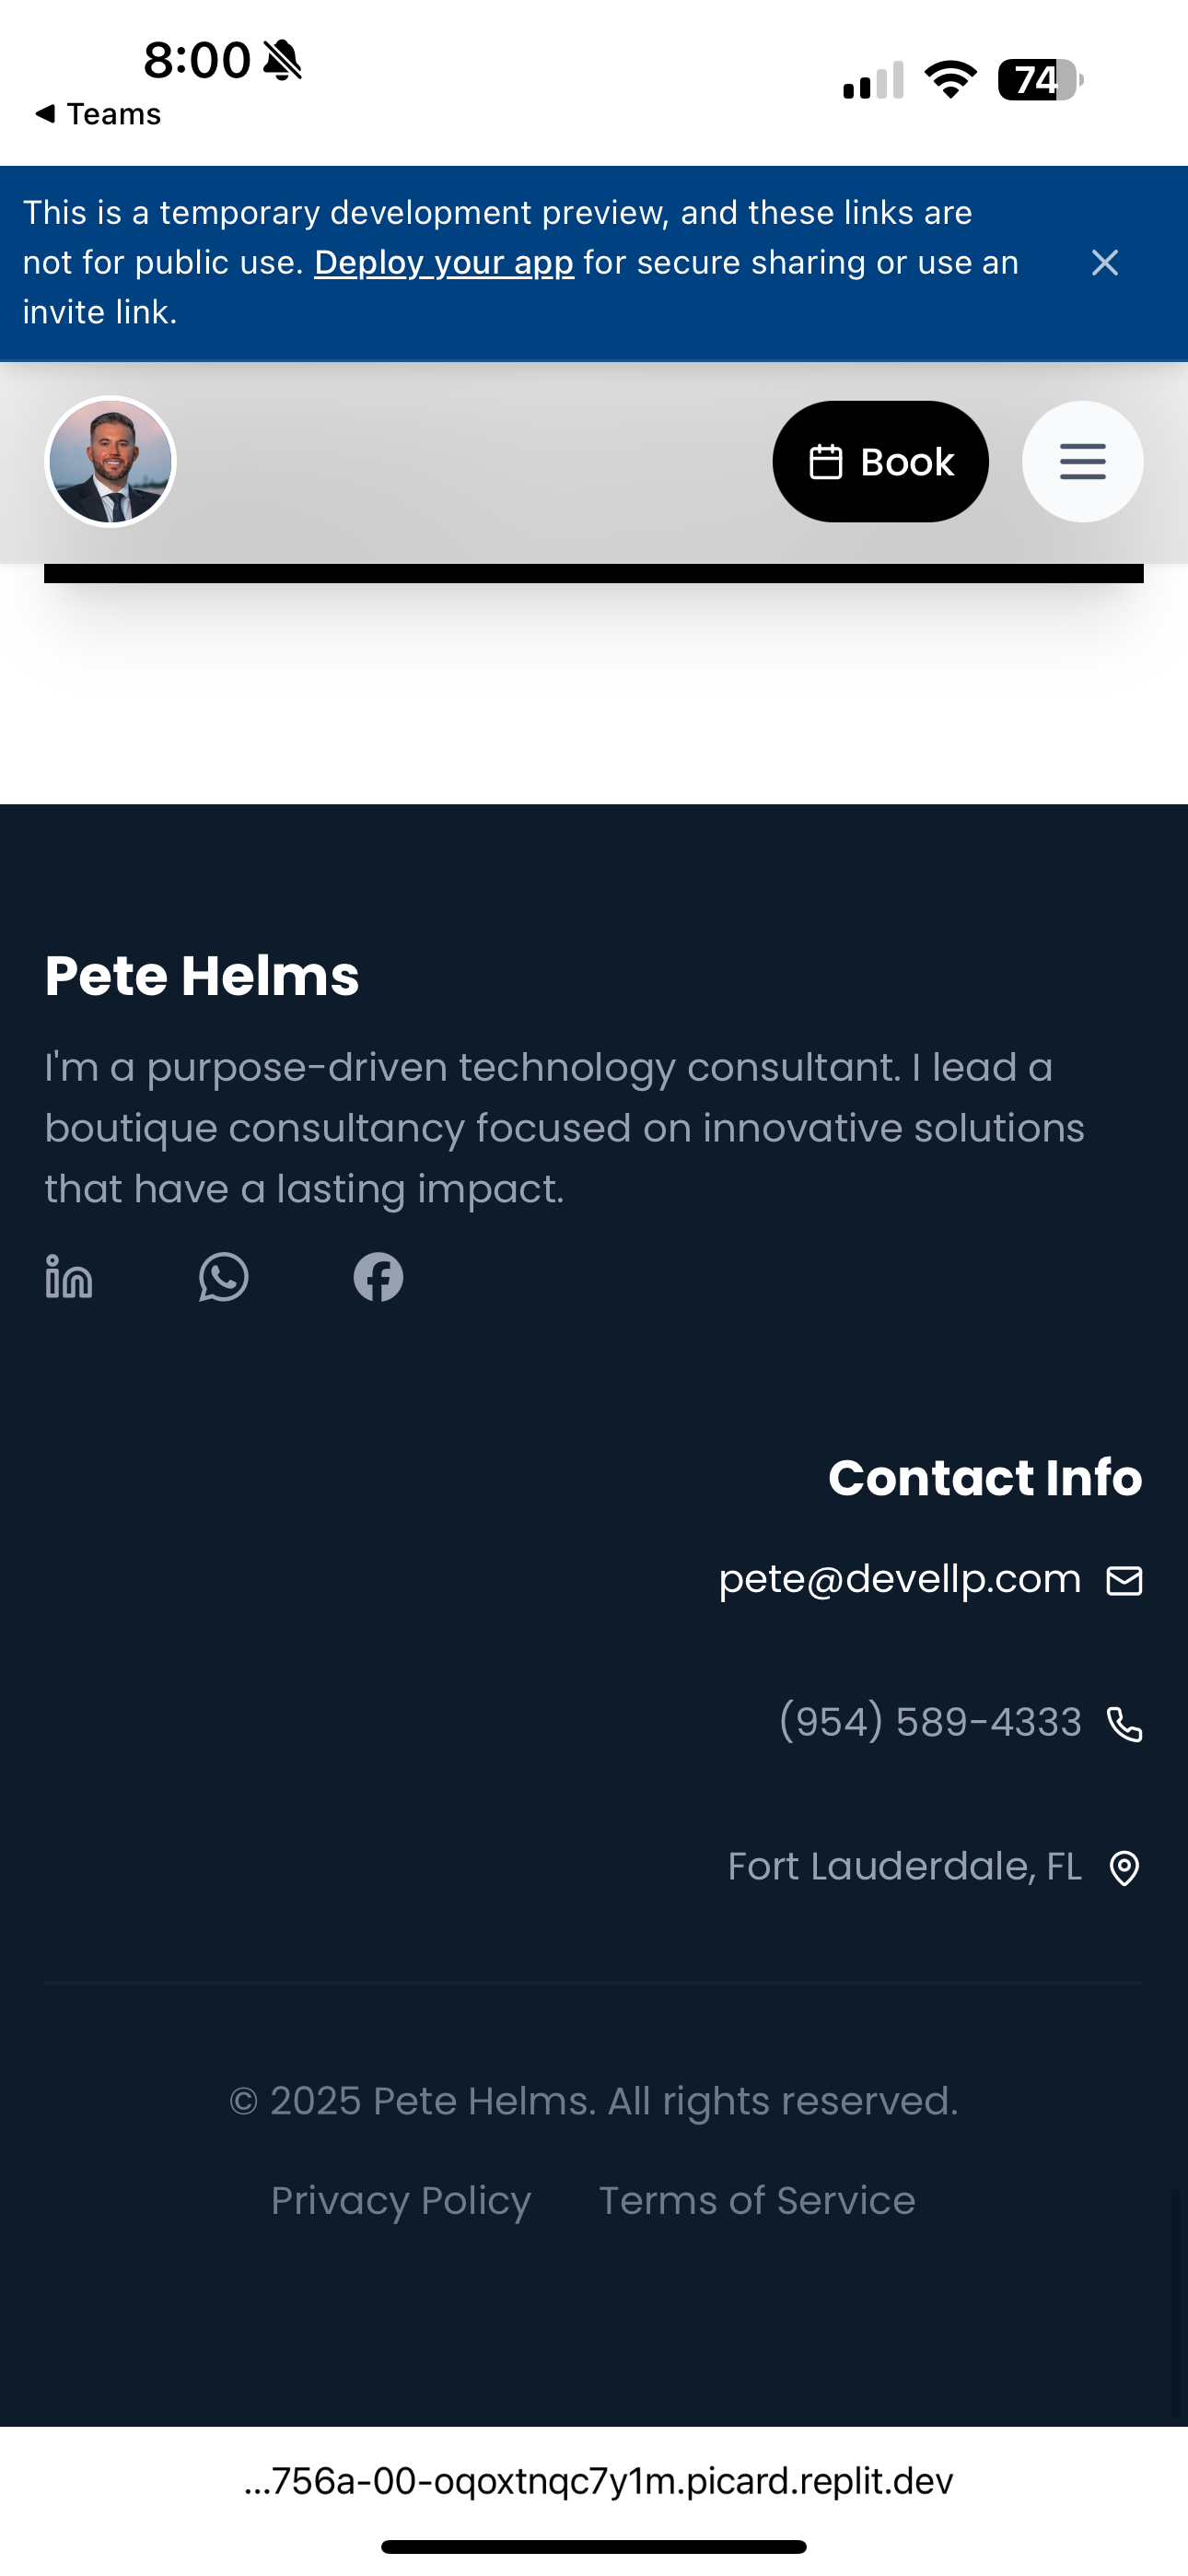 8:00
74
Teams
This is a temporary development preview, and these links are
not for public use. Deploy your app for secure sharing or use an
invite link.
Book
Pete Helms
I'm a purpose-driven technology consultant. I lead a
boutique consultancy focused on innovative solutions
that have a lasting impact.
Contact Info
pete@devellp.com
(954) 589-4333
Fort Lauderdale, FL
© 2025 Pete Helms. All rights reserved.
Privacy Policy Terms of Service
...756a-00-oqoxtnqc7y1m.picard.replit.dev